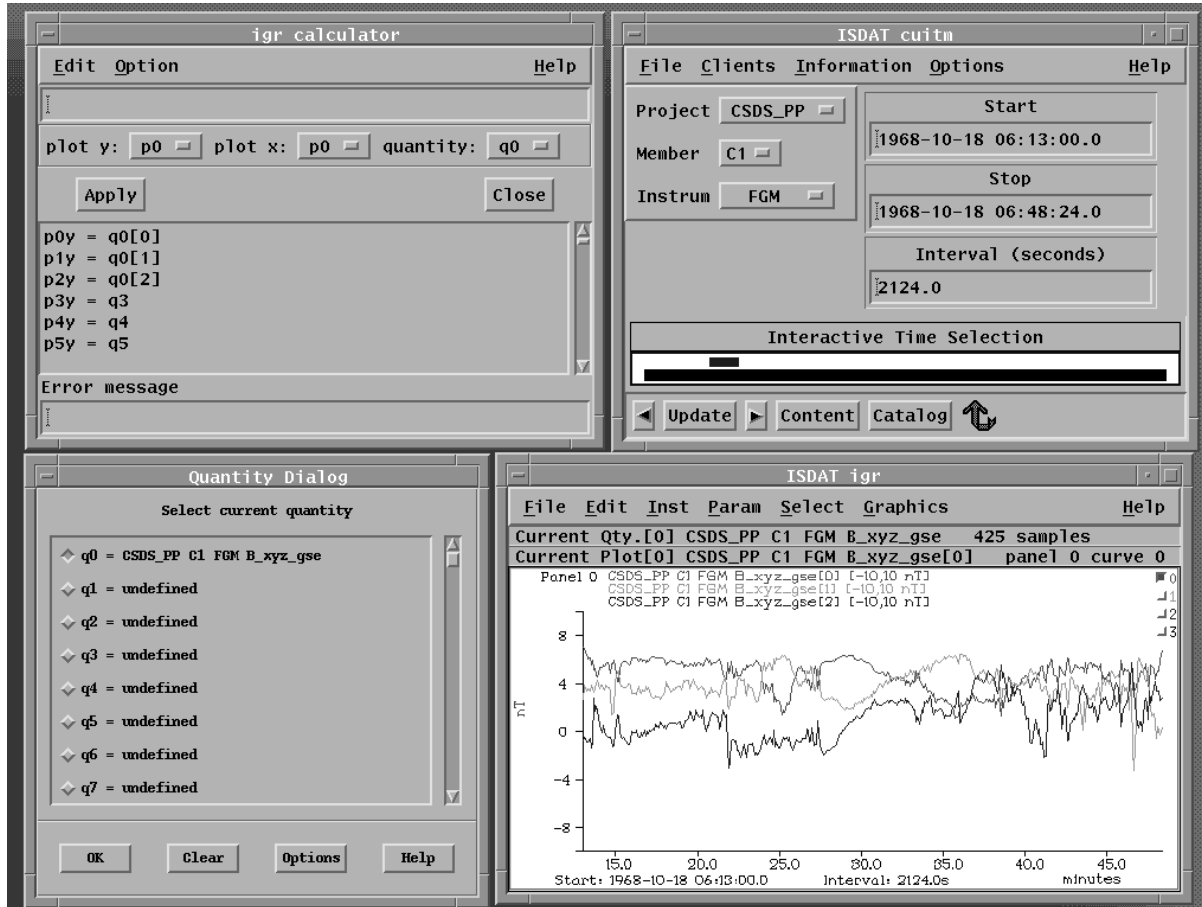 igr calculator
Edit Option Help
plot y: p0 plot x: p0 quantity: q0
Apply Close
p0y = q0[0]
p1y = q0[1]
p2y = q0[2]
p3y = q3
p4y = q4
p5y = q5
Error message
ISDAT cuitm
File Clients Information Options Help
Project CSDS_PP
Member C1
Instrum FGM
Start
1968-10-18 06:13:00.0
Stop
1968-10-18 06:48:24.0
Interval (seconds)
2124.0
Interactive Time Selection
Update Content Catalog
Quantity Dialog
Select current quantity
q0 = CSDS_PP C1 FGM B_xyz_gse
q1 = undefined
q2 = undefined
q3 = undefined
q4 = undefined
q5 = undefined
q6 = undefined
q7 = undefined
OK Clear Options Help
ISDAT igr
File Edit Inst Param Select Graphics Help
Current Qty.[0] CSDS_PP C1 FGM B_xyz_gse 425 samples
Current Plot[0] CSDS_PP C1 FGM B_xyz_gse[0] panel 0 curve 0
Panel 0 CSDS_PP C1 FGM B_xyz_gse[0] [-10,10 nT] 0
CSDS_PP C1 FGM B_xyz_gse[1] [-10,10 nT] 1
CSDS_PP C1 FGM B_xyz_gse[2] [-10,10 nT] 2
3
8
4
nT
0
-4
-8
15.0 20.0 25.0 30.0 35.0 40.0 45.0
Start: 1968-10-18 06:13:00.0 Interval: 2124.0s minutes